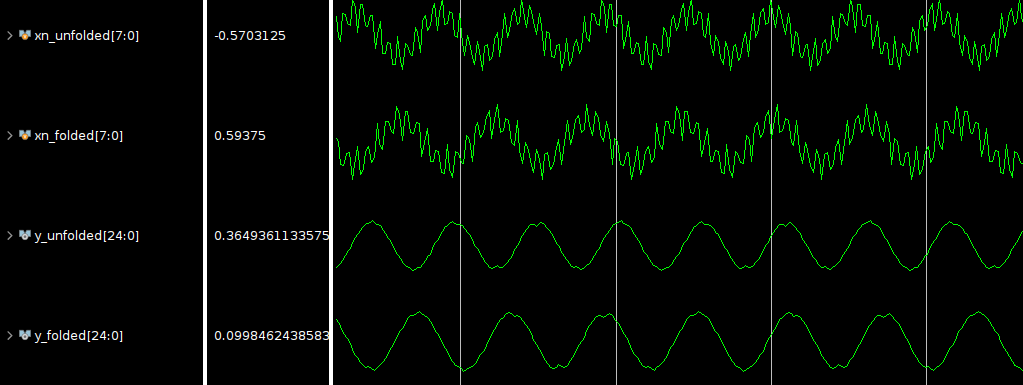 xn_unfolded[7:0] -0.5703125
xn_folded[7:0] 0.59375
y_unfolded[24:0] 0.3649361133575
y_folded[24:0] 0.0998462438583